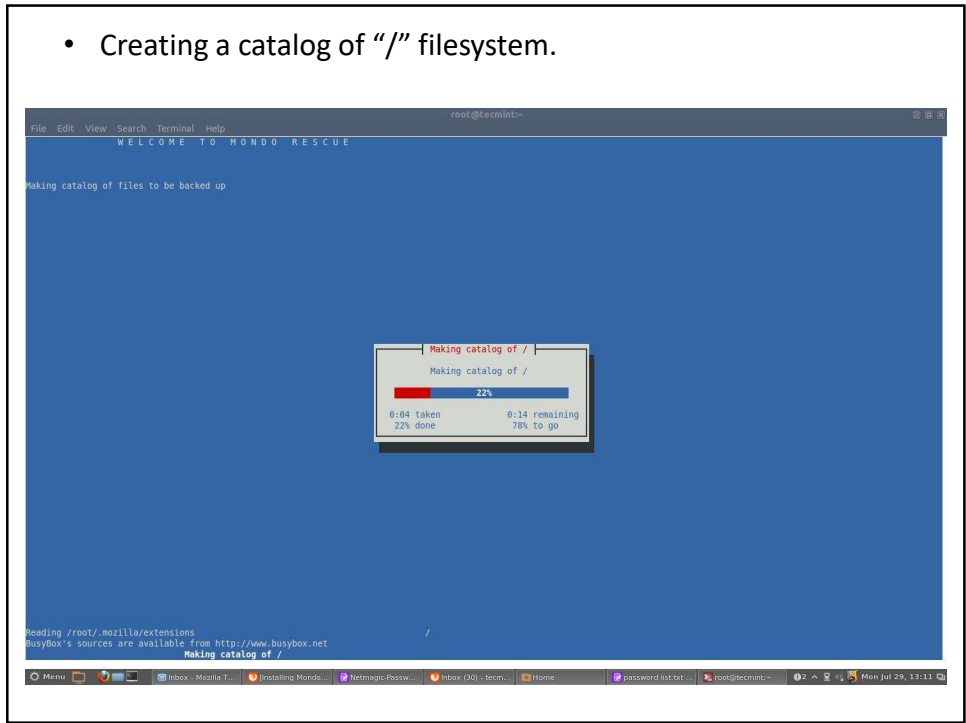 • Creating a catalog of “/” filesystem.
root@tecmint:~
File Edit View Search Terminal Help
WELCOME TO MONDO RESCUE
Making catalog of files to be backed up
Making catalog of /
Making catalog of /
22%
0:04 taken 0:14 remaining
22% done 78% to go
Reading /root/.mozilla/extensions /
BusyBox's sources are available from http://www.busybox.net
Making catalog of /
Menu Inbox - Mozilla T... [Installing Mondo... Netmagic-Passw... Inbox (30) - tecm... Home password list.txt ... root@tecmint:~ 2 Mon Jul 29, 13:11